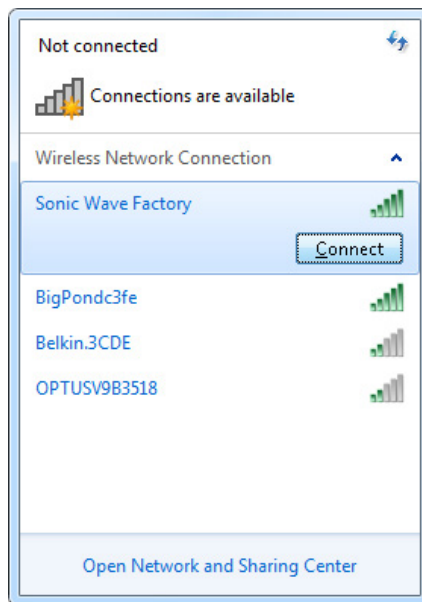 Not connected
Connections are available
Wireless Network Connection
Sonic Wave Factory
Connect
BigPondc3fe
Belkin.3CDE
OPTUSV9B3518
Open Network and Sharing Center